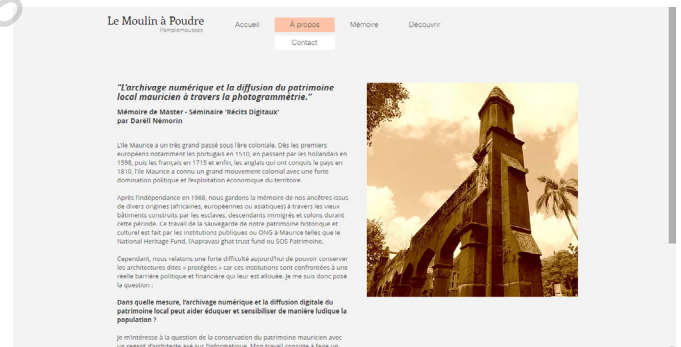 Le Moulin à Poudre
Pamplemousses
Accueil
À propos
Mémoire
Découvrir
Contact
"L'archivage numérique et la diffusion du patrimoine
local mauricien à travers la photogrammétrie."
Mémoire de Master - Séminaire 'Récits Digitaux'
par Darëll Némorin
L'île Maurice a un très grand passé sous l'ère coloniale. Dès les premiers
européens notamment les portugais en 1510, en passant par les hollandais en
1598, puis les français en 1715 et enfin, les anglais qui ont conquis le pays en
1810, l'île Maurice a connu un grand mouvement colonial avec une forte
domination politique et l'exploitation économique du territoire.
Après l'indépendance en 1968, nous gardons la mémoire de nos ancêtres issus
de divers origines (africaines, européennes ou asiatiques) à travers les vieux
bâtiments construits par les esclaves, descendants immigrés et colons durant
cette période. Ce travail de la sauvegarde de notre patrimoine historique et
culturel est fait par les institutions publiques ou ONG à Maurice telles que le
National Heritage Fund, l'Aapravasi ghat trust fund ou SOS Patrimoine.
Cependant, nous relatons une forte difficulté aujourd'hui de pouvoir conserver
les architectures dites « protégées » car ces institutions sont confrontées à une
réelle barrière politique et financière qui leur est allouée. Je me suis donc posé
la question :
Dans quelle mesure, l'archivage numérique et la diffusion digitale du
patrimoine local peut aider éduquer et sensibiliser de manière ludique la
population ?
Je m'intéresse à la question de la conservation du patrimoine mauricien avec
un regard d'architecte axé sur l'informatique. Mon travail consiste à faire un